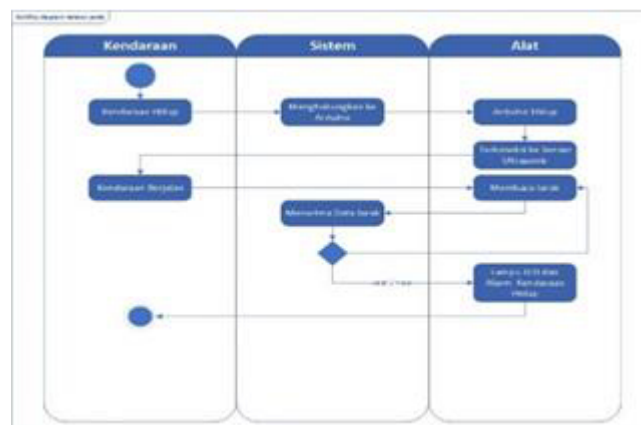 Kendaraan
Sistem
Alat
Kendaraan Hidup
Menghubungkan ke
Arduino
Arduino Hidup
Terkoneksi ke Sensor
Ultrasonik
Kendaraan Berjalan
Membaca Jarak
Menerima Data Jarak
Lampu LED dan
Alarm Kendaraan
Hidup